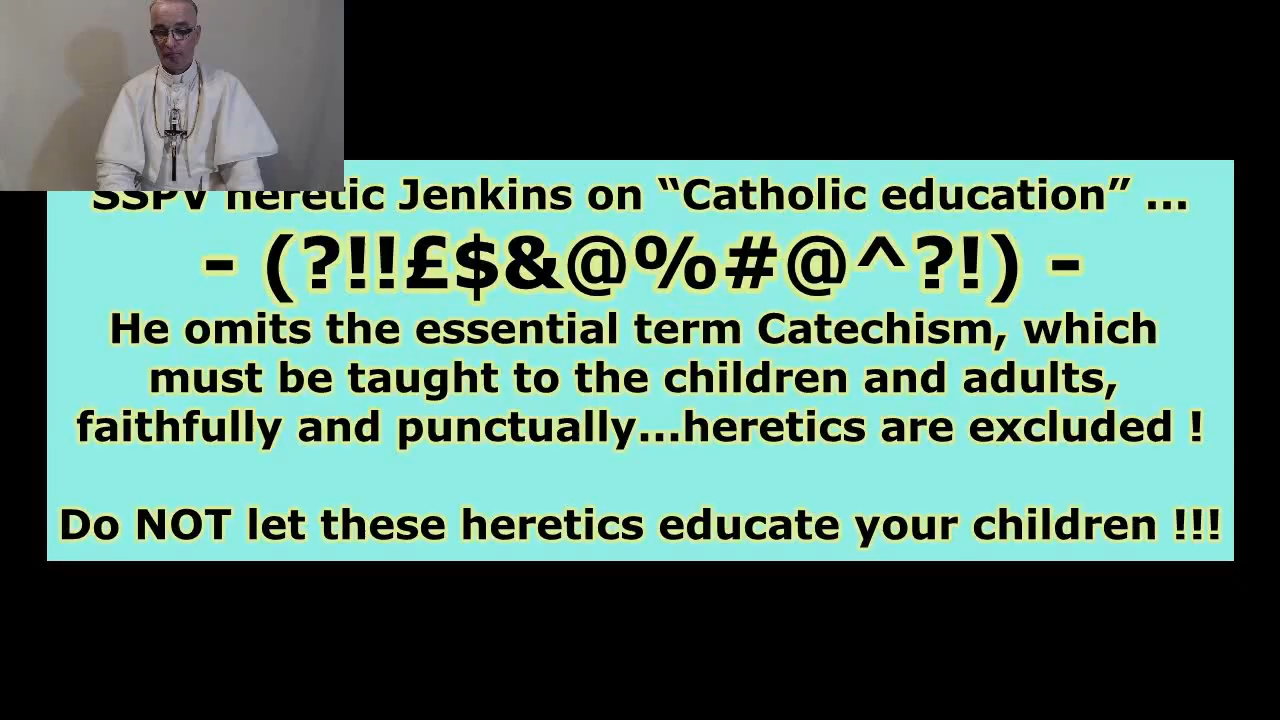 SSPV heretic Jenkins on “Catholic education” ...
- (?!!£$&@%#@^?!) -
He omits the essential term Catechism, which
must be taught to the children and adults,
faithfully and punctually...heretics are excluded !
Do NOT let these heretics educate your children !!!